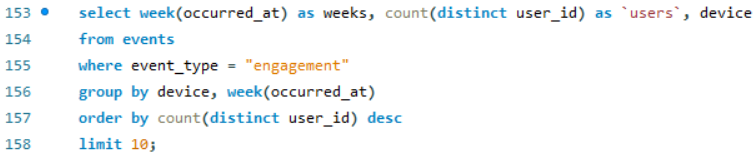 153 select week(occurred_at) as weeks, count(distinct user_id) as `users`, device
154 from events
155 where event_type = "engagement"
156 group by device, week(occurred_at)
157 order by count(distinct user_id) desc
158 limit 10;